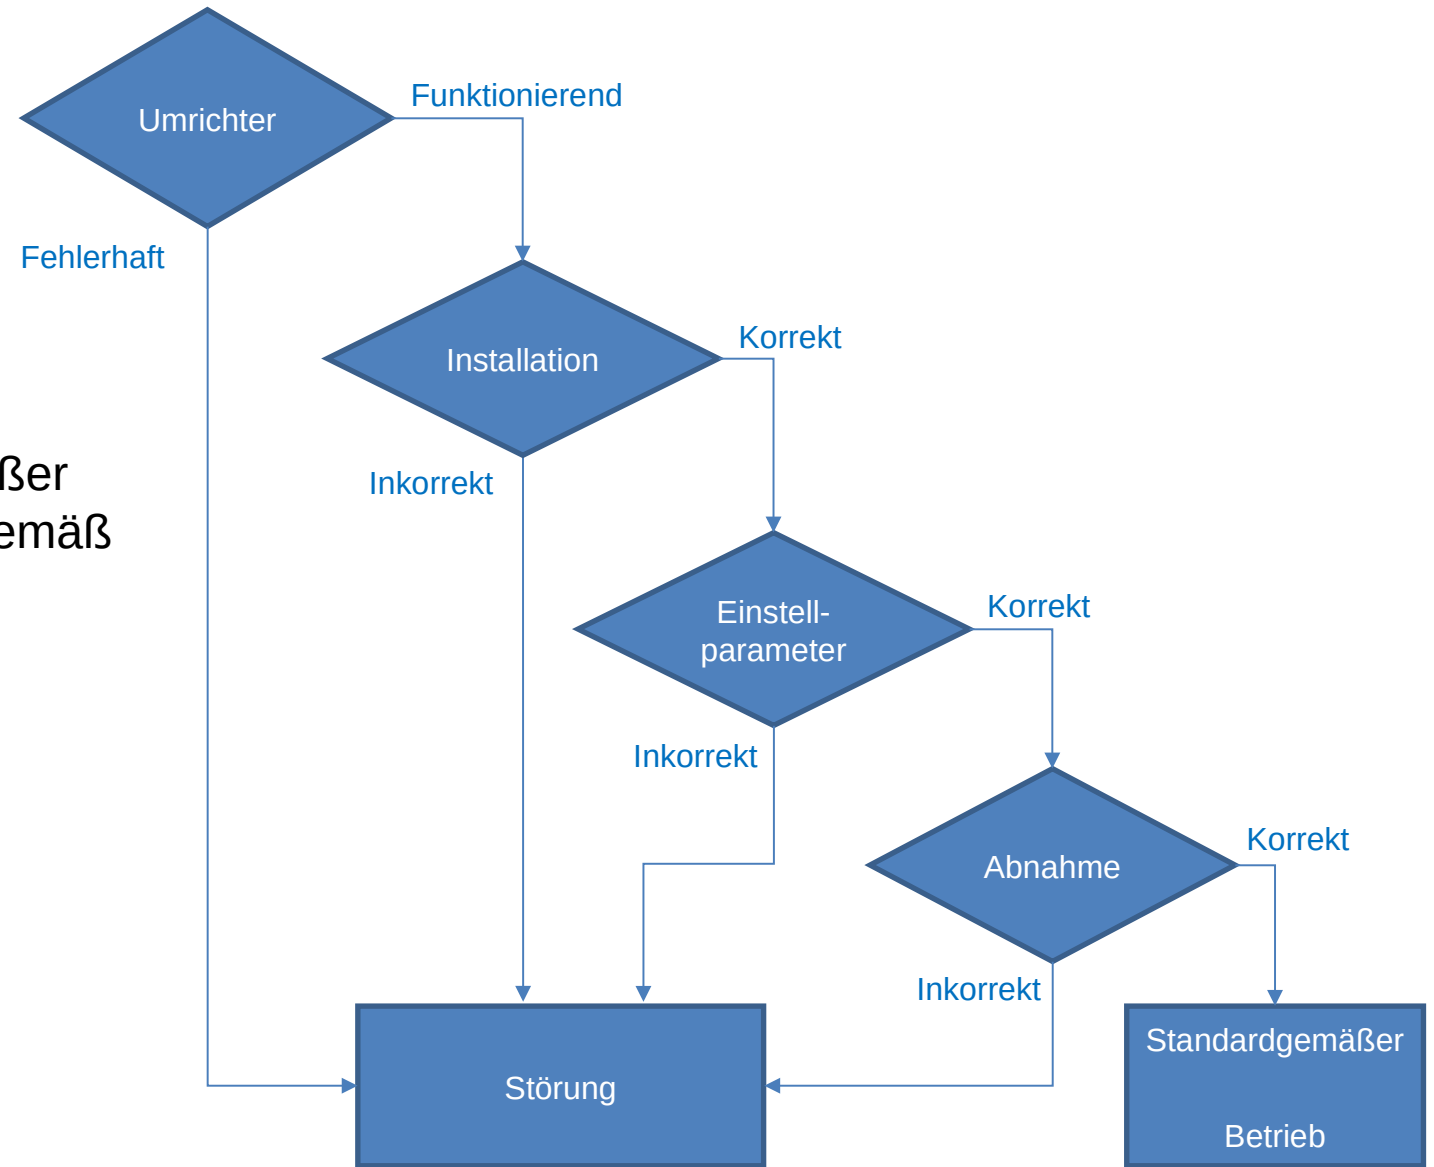 Funktionierend
Umrichter
Fehlerhaft
Korrekt
Installation
ßer
Inkorrekt
emäß
Korrekt
Einstell-
parameter
Inkorrekt
Korrekt
Abnahme
Inkorrekt
Standardgemäßer
Störung
Betrieb